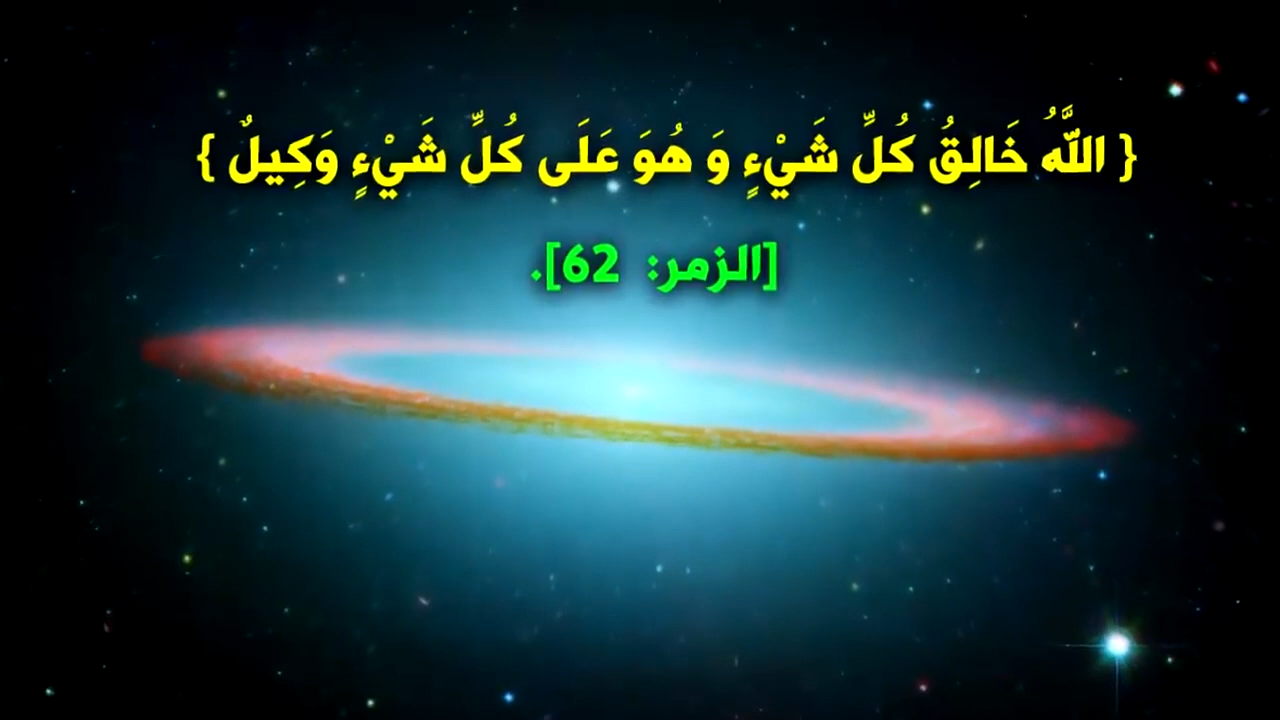 { اللَّهُ خَالِقُ كُلِّ شَيْءٍ وَ هُوَ عَلَى كُلِّ شَيْءٍ وَكِيلٌ }
[الزمر: 62].